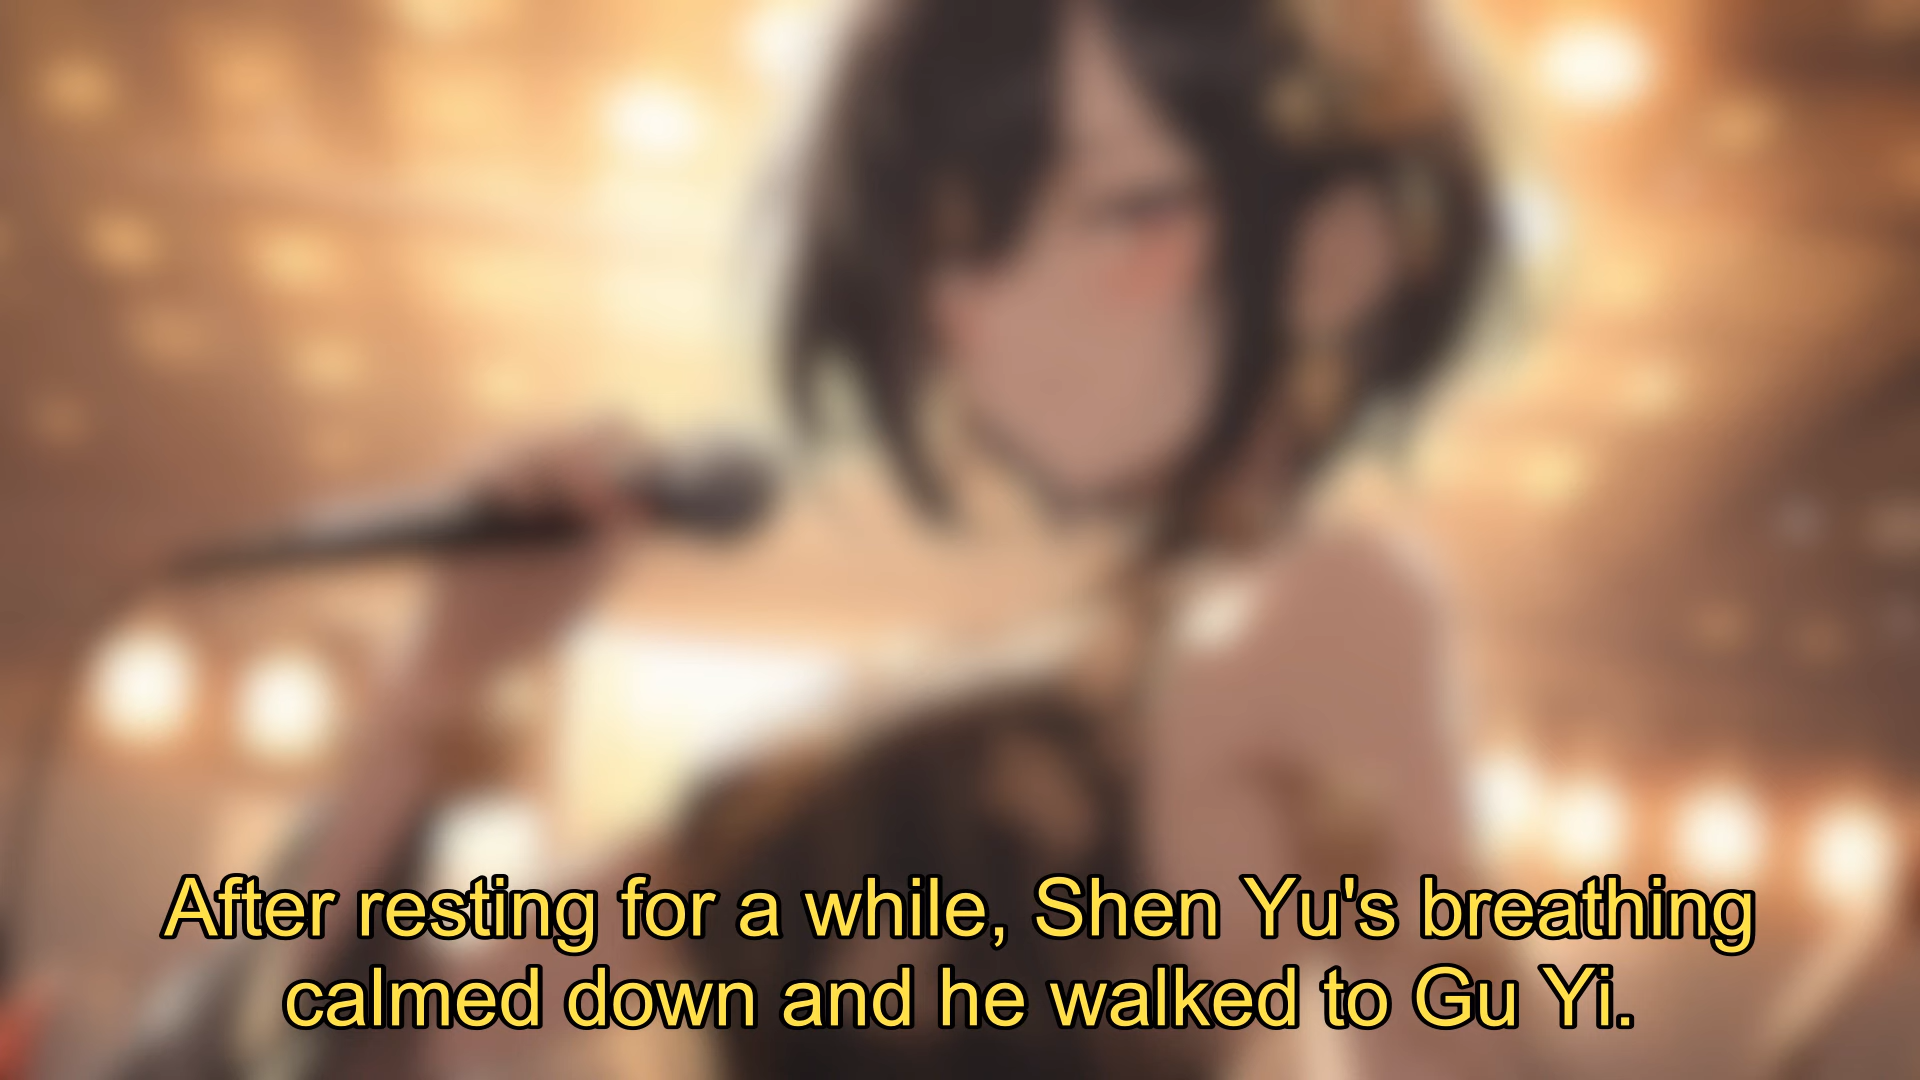 After resting for a while, Shen Yu's breathing
calmed down and he walked to Gu Yi.